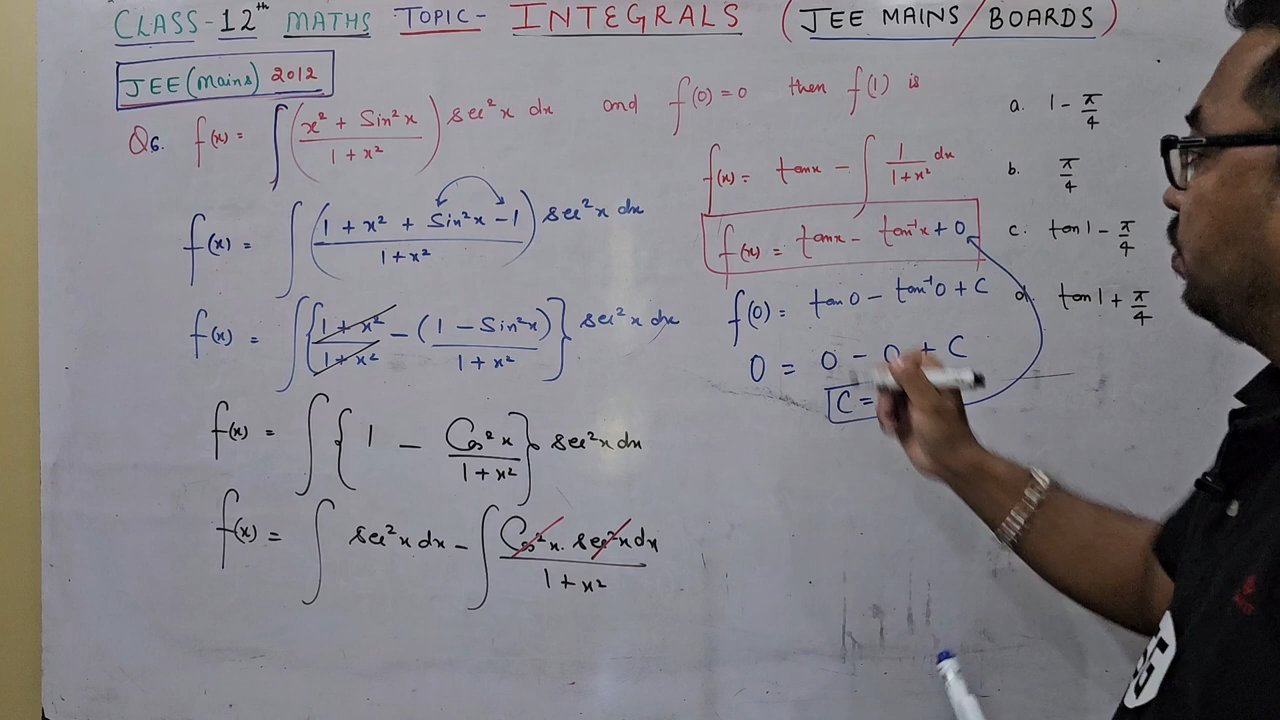 CLASS-12th MATHS TOPIC- INTEGRALS (JEE MAINS/BOARDS)
JEE (Mains) 2012
Q6. f(x) = ∫ ((x² + Sin²x)/(1 + x²)) sec²x dx and f(0)=0 then f(1) is
f(x) = ∫ ((1 + x² + Sin²x - 1)/(1+x²)) sec²x dx
f(x) = ∫ {(1+x²)/(1+x²) - (1 - Sin²x)/(1+x²)} sec²x dx
f(x) = ∫ {1 - Cos²x/(1+x²)} sec²x dx
f(x) = ∫ sec²x dx - ∫ (Cos²x. sec²x dx)/(1+x²)
f(x) = tanx - ∫ 1/(1+x²) dx
f(x) = tanx - tan⁻¹x + 0
f(0) = tan0 - tan⁻¹0 + C
0 = 0 - 0 + C
C =
a. 1 - π/4
b. π/4
c. tan1 - π/4
d. tan1 + π/4